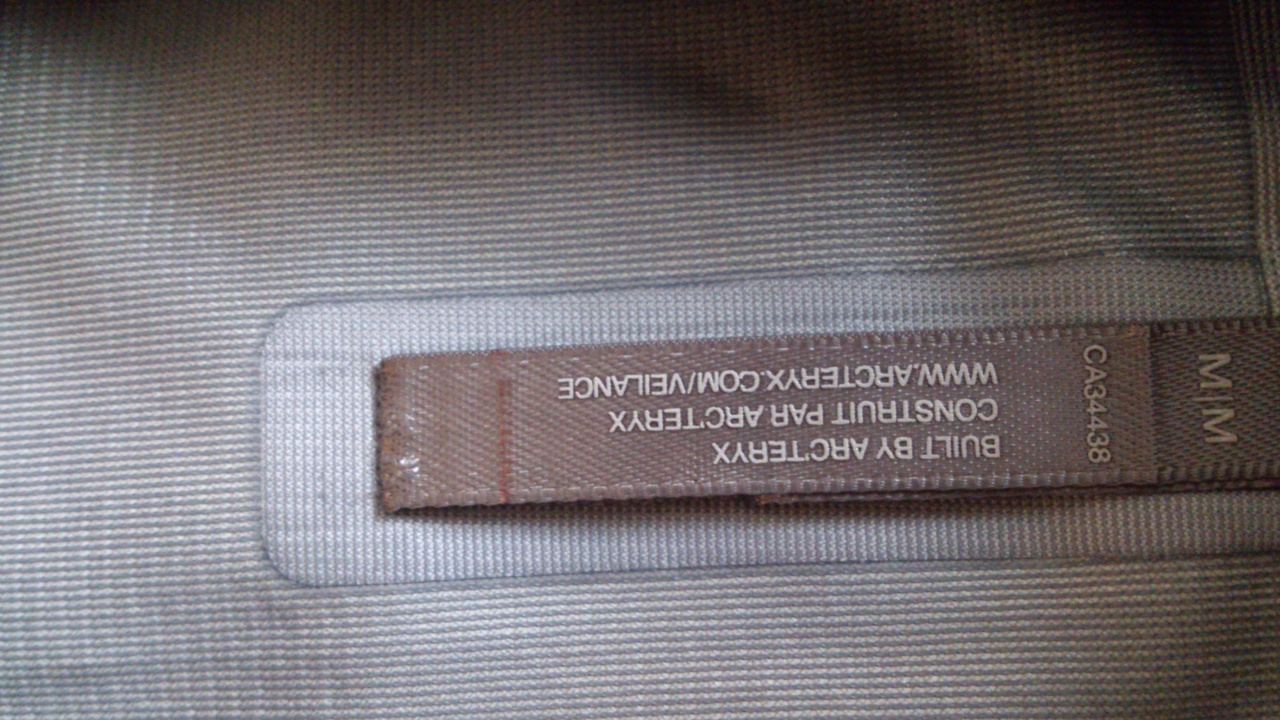 BUILT BY ARC'TERYX
CONSTRUIT PAR ARC'TERYX
WWW.ARCTERYX.COM/VEILANCE
CA34438
M|M